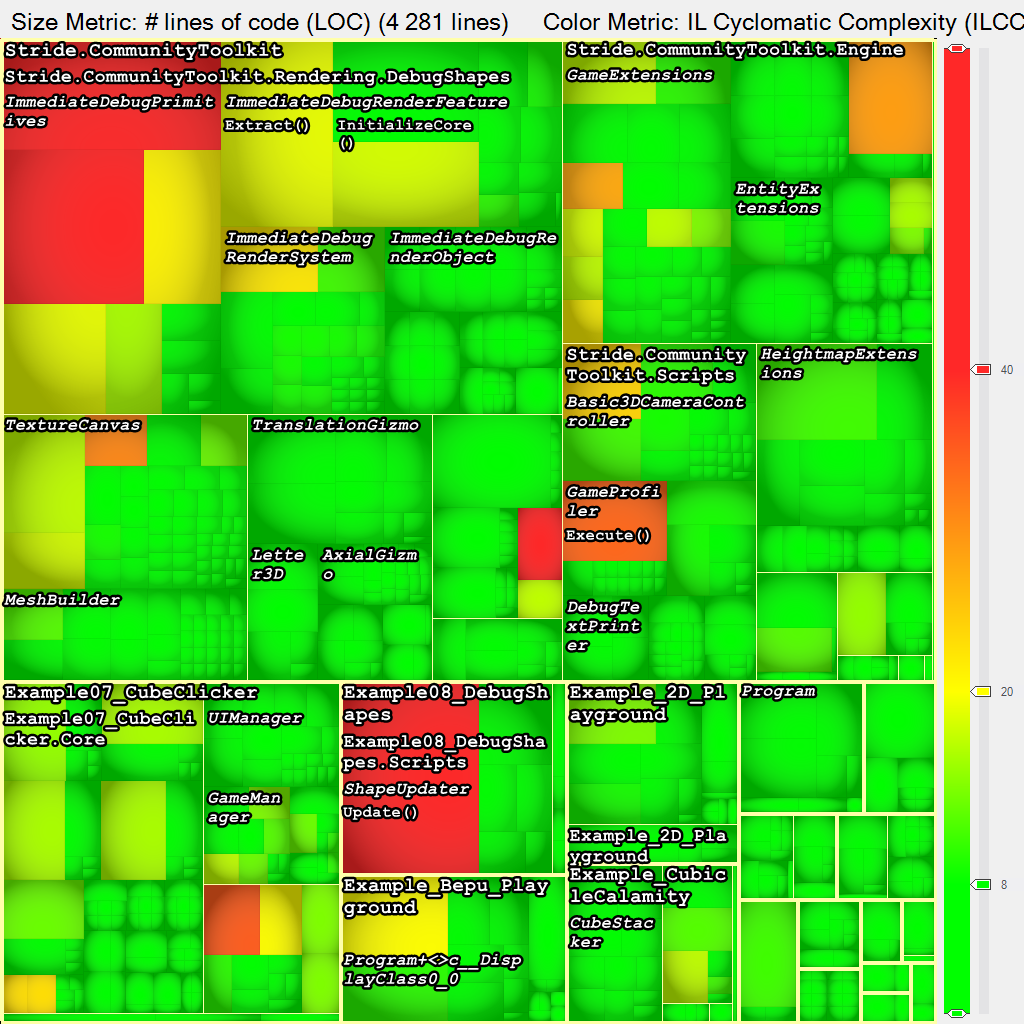 Size Metric: # lines of code (LOC) (4 281 lines)
Color Metric: IL Cyclomatic Complexity (ILCC
Stride.CommunityToolkit
Stride.CommunityToolkit.Rendering.DebugShapes
ImmediateDebugPrimit
ives
ImmediateDebugRenderFeature
Extract()
InitializeCore
()
ImmediateDebug
RenderSystem
ImmediateDebugRe
nderObject
Stride.CommunityToolkit.Engine
GameExtensions
EntityEx
tensions
Stride.Community
Toolkit.Scripts
Basic3DCameraCont
roller
HeightmapExtens
ions
40
TextureCanvas
TranslationGizmo
GameProfi
ler
Execute()
Lette
r3D
AxialGizm
o
MeshBuilder
DebugTe
xtPrint
er
Example07_CubeClicker
Example07_CubeCli
cker.Core
UIManager
GameMan
ager
Example08_DebugSh
apes
Example08_DebugSha
pes.Scripts
ShapeUpdater
Update()
Example_2D_Pl
ayground
Program
20
Example_2D_Pla
yground
Example_Bepu_Play
ground
Program+<>c__Disp
layClass0_0
Example_Cubic
leCalamity
CubeStac
ker
8